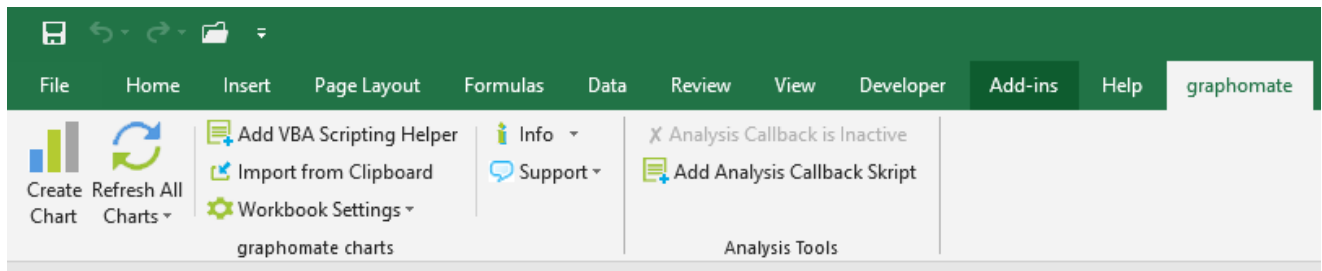 File Home Insert Page Layout Formulas Data Review View Developer Add-ins Help graphomate
Create Chart
Refresh All Charts
Add VBA Scripting Helper
Import from Clipboard
Workbook Settings
Info
Support
graphomate charts
X Analysis Callback is Inactive
Add Analysis Callback Skript
Analysis Tools